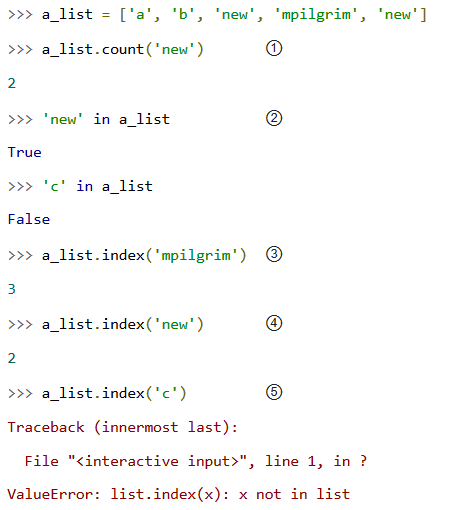 >>> a_list = ['a', 'b', 'new', 'mpilgrim', 'new']
>>> a_list.count('new') ①
2
>>> 'new' in a_list ②
True
>>> 'c' in a_list
False
>>> a_list.index('mpilgrim') ③
3
>>> a_list.index('new') ④
2
>>> a_list.index('c') ⑤
Traceback (innermost last):
  File "<interactive input>", line 1, in ?
ValueError: list.index(x): x not in list